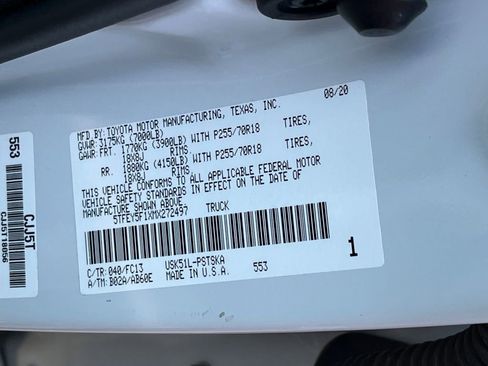 MFD.BY:TOYOTA MOTOR MANUFACTURING, TEXAS, INC. 08/20
GVWR:3175KG (7000LB)
GAWR:FRT. 1770KG (3900LB) WITH P255/70R18 TIRES,
18X8J RIMS,
RR. 1880KG (4150LB) WITH P255/70R18 TIRES,
18X8J RIMS,
THIS VEHICLE CONFORMS TO ALL APPLICABLE FEDERAL MOTOR
VEHICLE SAFETY STANDARDS IN EFFECT ON THE DATE OF
MANUFACTURE SHOWN ABOVE.
5TFEY5F1XMX272497 TRUCK
C/TR:040/FC13 USK51L-PSTSKA
A/TM:B02A/AB60E MADE IN U.S.A. 553
1
553
CJJ5T
CJJ5T18056